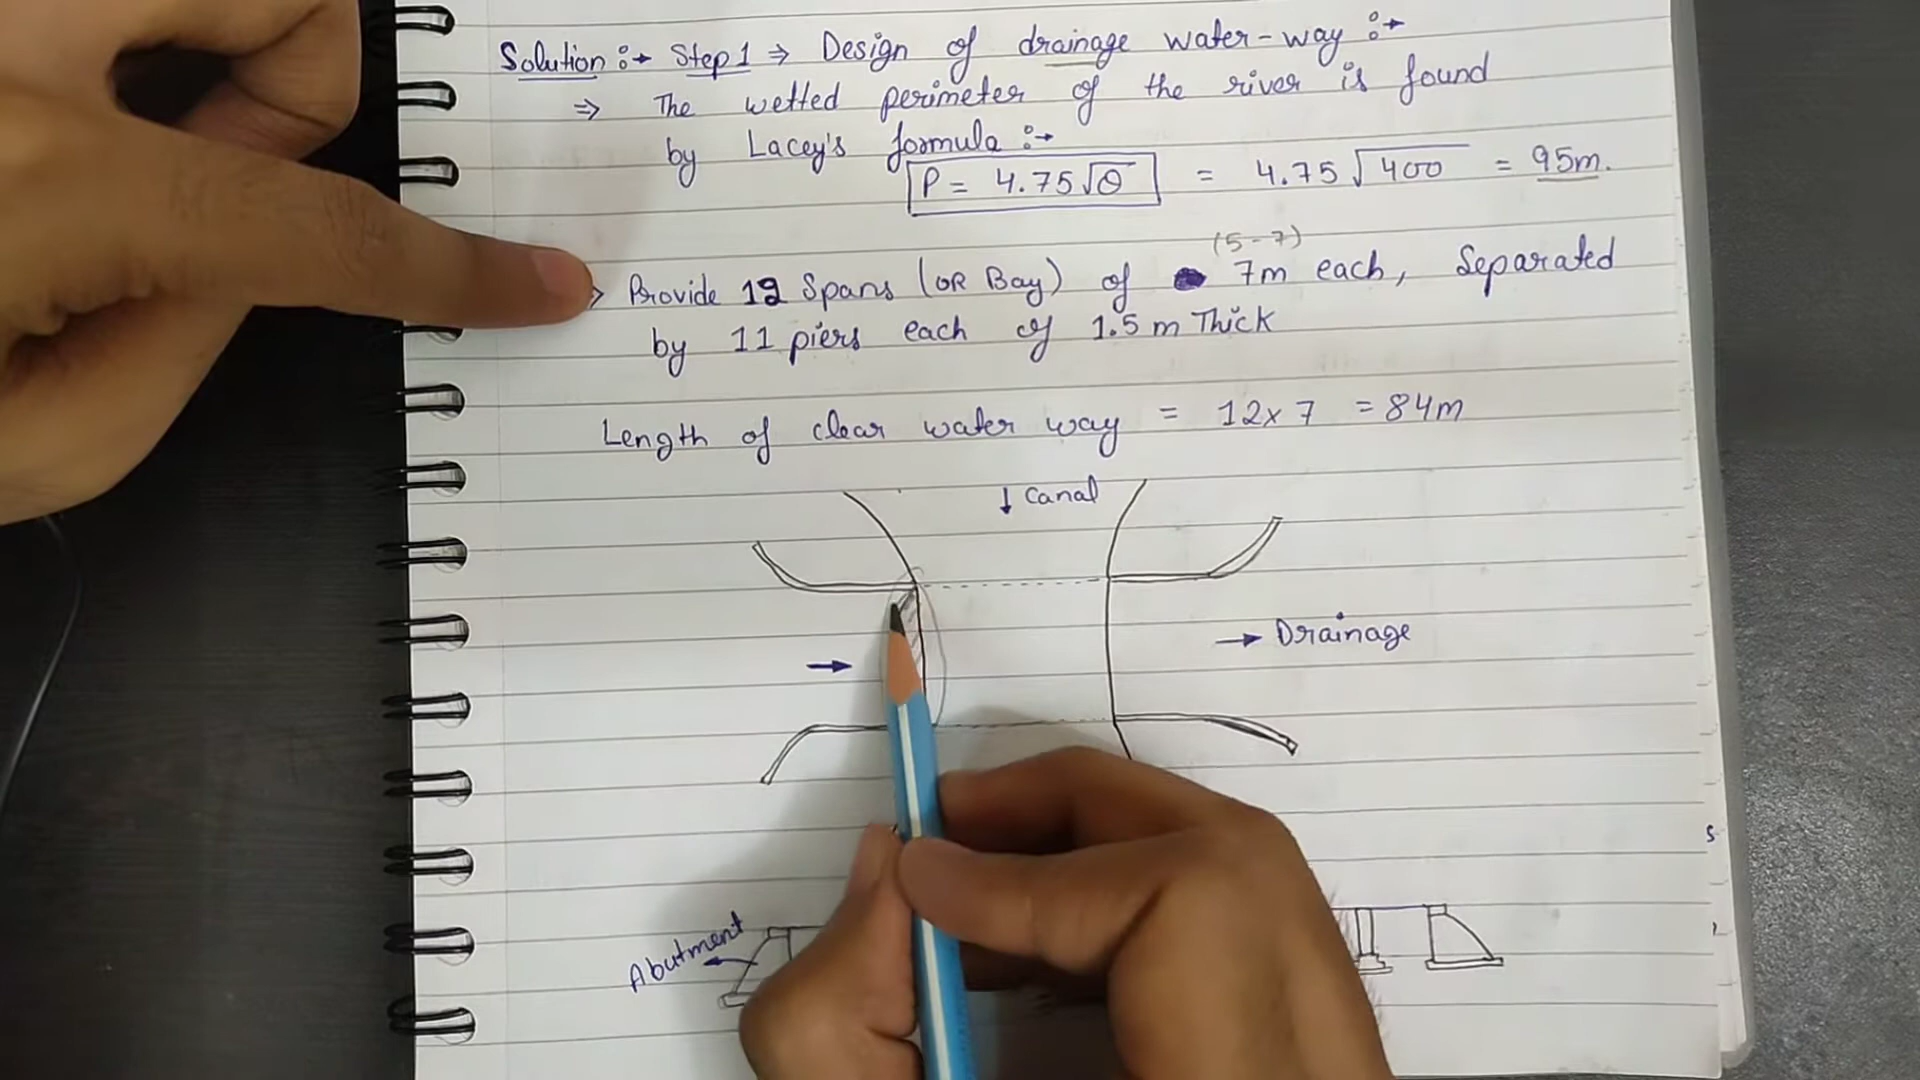 Solution :→ Step 1 ⇒ Design of drainage water-way :→
⇒ The wetted perimeter of the river is found
by Lacey's formula :→
P = 4.75√Q = 4.75√400 = 95m.
(5-7)
Provide 12 Spans (OR Bay) of 7m each, Separated
by 11 piers each of 1.5 m Thick
Length of clear water way = 12 x 7 = 84m
↓ Canal
→ Drainage
Abutment